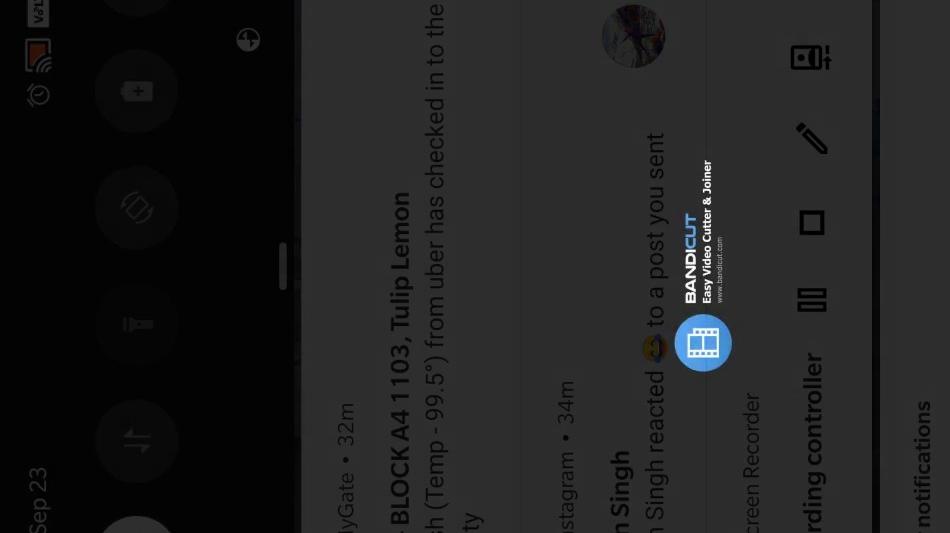 VoLT
Sep 23
yGate • 32m
BLOCK A4 1103, Tulip Lemon
h (Temp - 99.5°) from uber has checked in to the
ty
stagram • 34m
Singh
Singh reacted 😂 to a post you sent
BANDICUT
Easy Video Cutter & Joiner
www.bandicut.com
creen Recorder
rding controller
notifications